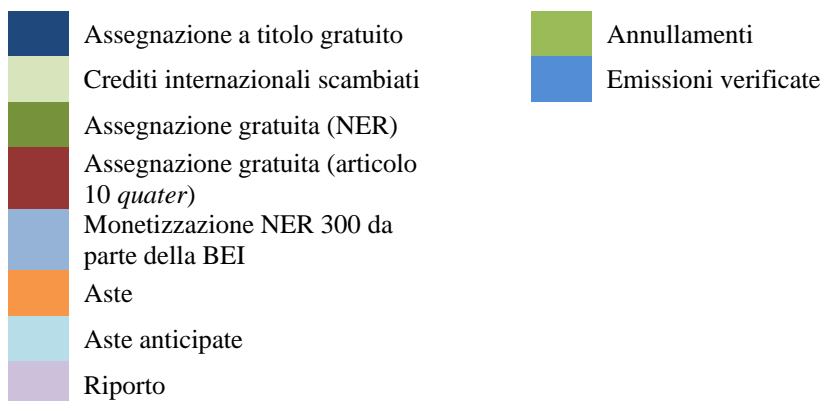 Assegnazione a titolo gratuito
Crediti internazionali scambiati
Assegnazione gratuita (NER)
Assegnazione gratuita (articolo
10 quater)
Monetizzazione NER 300 da
parte della BEI
Aste
Aste anticipate
Riporto
Annullamenti
Emissioni verificate